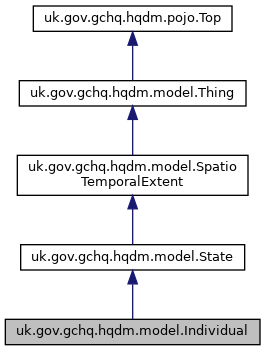 uk.gov.gchq.hqdm.pojo.Top
uk.gov.gchq.hqdm.model.Thing
uk.gov.gchq.hqdm.model.Spatio
TemporalExtent
uk.gov.gchq.hqdm.model.State
uk.gov.gchq.hqdm.model.Individual